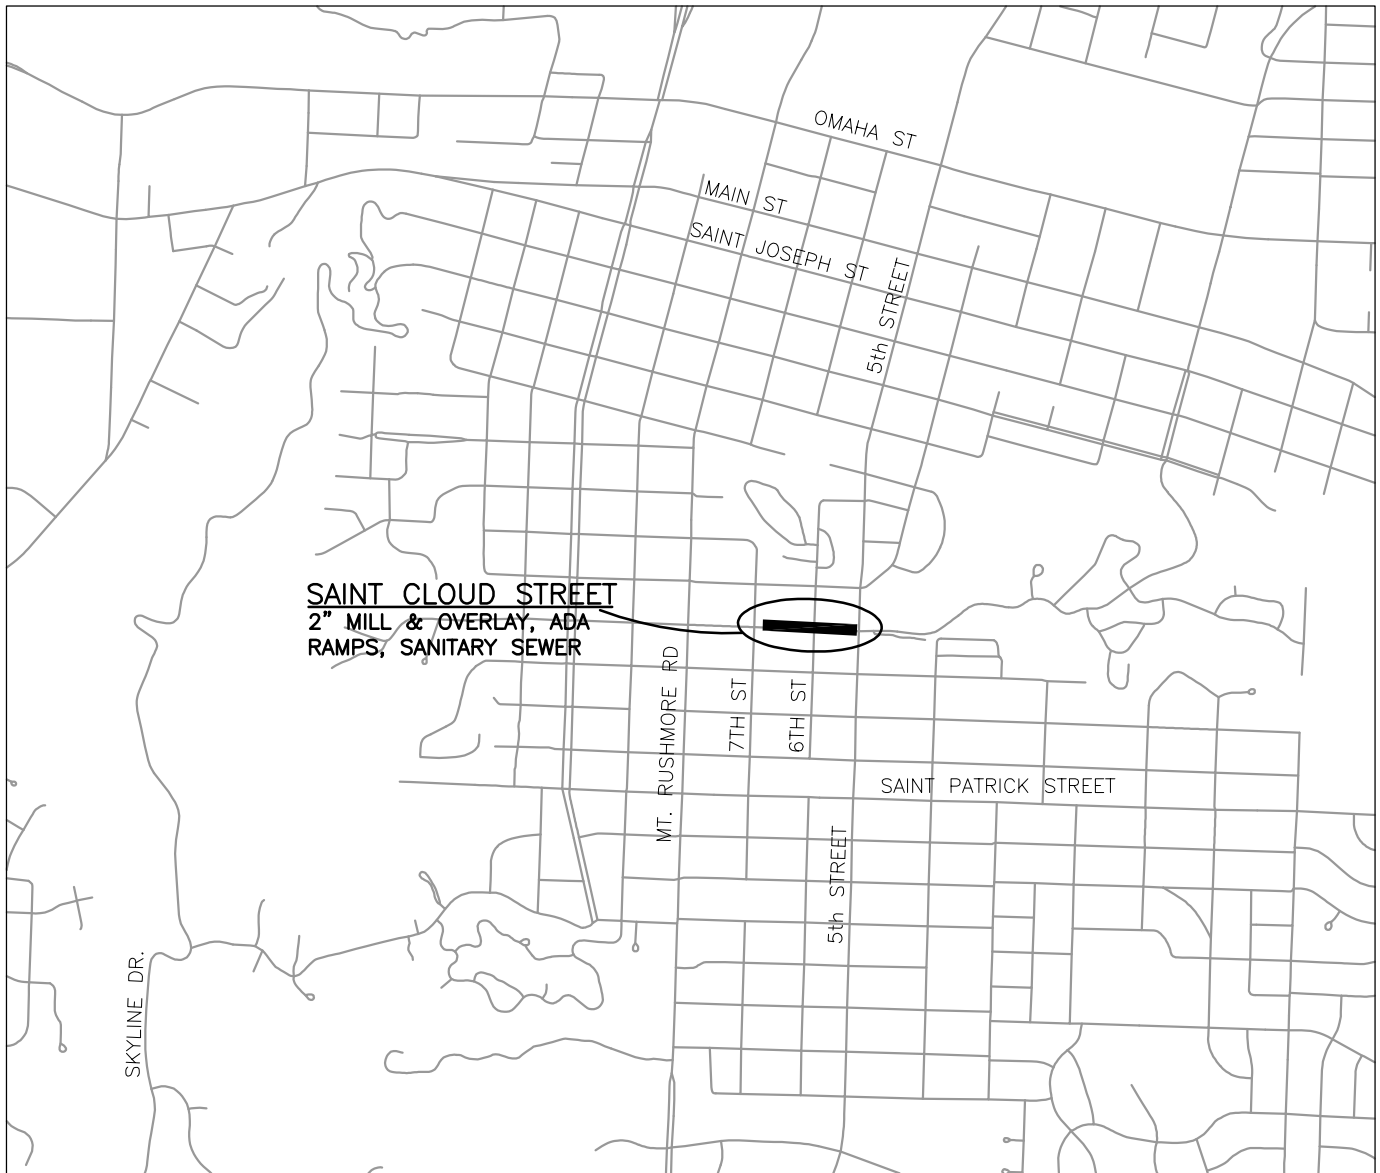 OMAHA ST
MAIN ST
SAINT JOSEPH ST
5th STREET
SAINT CLOUD STREET
2" MILL & OVERLAY, ADA
RAMPS, SANITARY SEWER
MT. RUSHMORE RD
7TH ST
6TH ST
SAINT PATRICK STREET
5th STREET
SKYLINE DR.